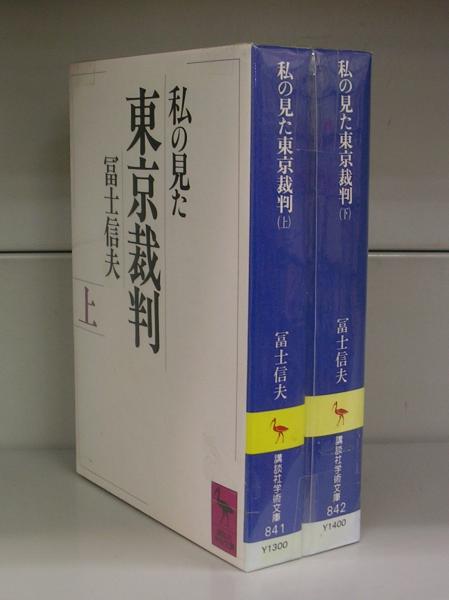 私の見た
東京裁判
冨士信夫
上
私の見た東京裁判(上)
冨士信夫
講談社学術文庫
841
¥1300
私の見た東京裁判(下)
冨士信夫
講談社学術文庫
842
¥1400